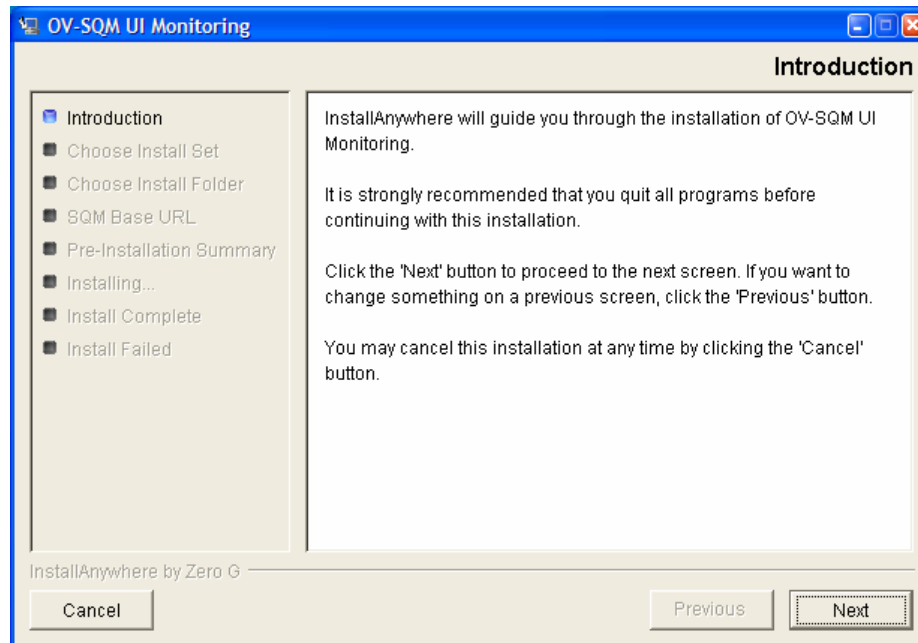 OV-SQM UI Monitoring
Introduction
Introduction
Choose Install Set
Choose Install Folder
SQM Base URL
Pre-Installation Summary
Installing...
Install Complete
Install Failed
InstallAnywhere will guide you through the installation of OV-SQM UI
Monitoring.
It is strongly recommended that you quit all programs before
continuing with this installation.
Click the 'Next' button to proceed to the next screen. If you want to
change something on a previous screen, click the 'Previous' button.
You may cancel this installation at any time by clicking the 'Cancel'
button.
InstallAnywhere by Zero G
Cancel
Previous
Next